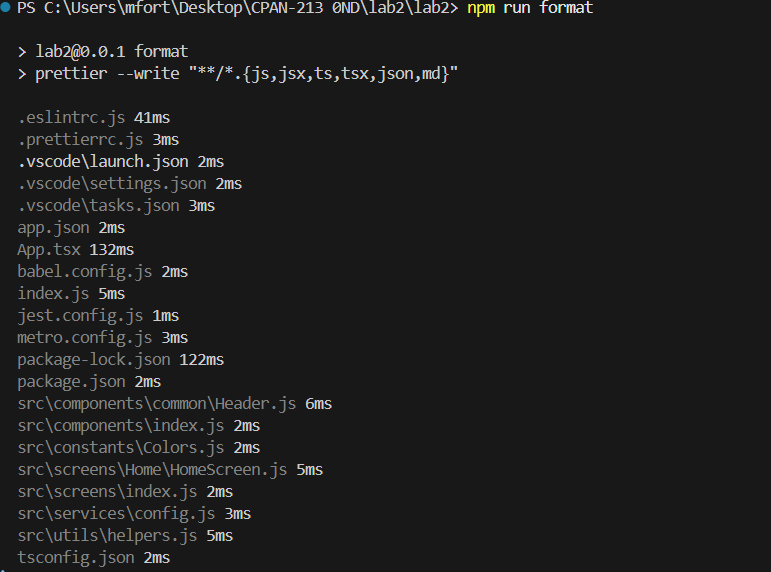 PS C:\Users\mfort\Desktop\CPAN-213 0ND\lab2\lab2> npm run format
> lab2@0.0.1 format
> prettier --write "**/*.{js,jsx,ts,tsx,json,md}"
.eslintrc.js 41ms
.prettierrc.js 3ms
.vscode\launch.json 2ms
.vscode\settings.json 2ms
.vscode\tasks.json 3ms
app.json 2ms
App.tsx 132ms
babel.config.js 2ms
index.js 5ms
jest.config.js 1ms
metro.config.js 3ms
package-lock.json 122ms
package.json 2ms
src\components\common\Header.js 6ms
src\components\index.js 2ms
src\constants\Colors.js 2ms
src\screens\Home\HomeScreen.js 5ms
src\screens\index.js 2ms
src\services\config.js 3ms
src\utils\helpers.js 5ms
tsconfig.json 2ms